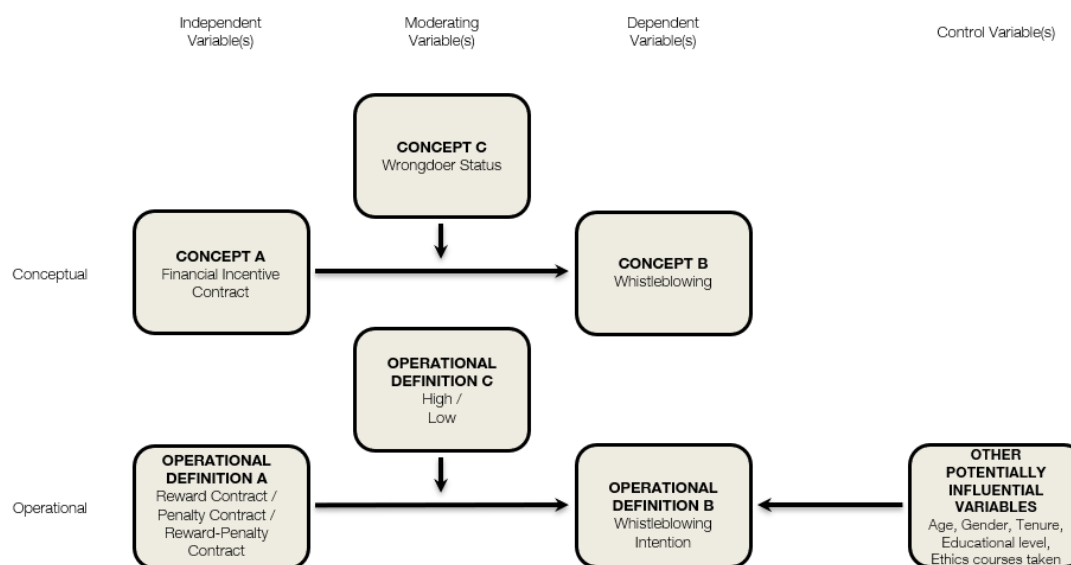 Independent
Variable(s)
Moderating
Variable(s)
Dependent
Variable(s)
Control Variable(s)
CONCEPT C
Wrongdoer Status
Conceptual
CONCEPT A
Financial Incentive
Contract
CONCEPT B
Whistleblowing
OPERATIONAL
DEFINITION C
High /
Low
Operational
OPERATIONAL
DEFINITION A
Reward Contract /
Penalty Contract /
Reward-Penalty
Contract
OPERATIONAL
DEFINITION B
Whistleblowing
Intention
OTHER
POTENTIALLY
INFLUENTIAL
VARIABLES
Age, Gender, Tenure,
Educational level,
Ethics courses taken